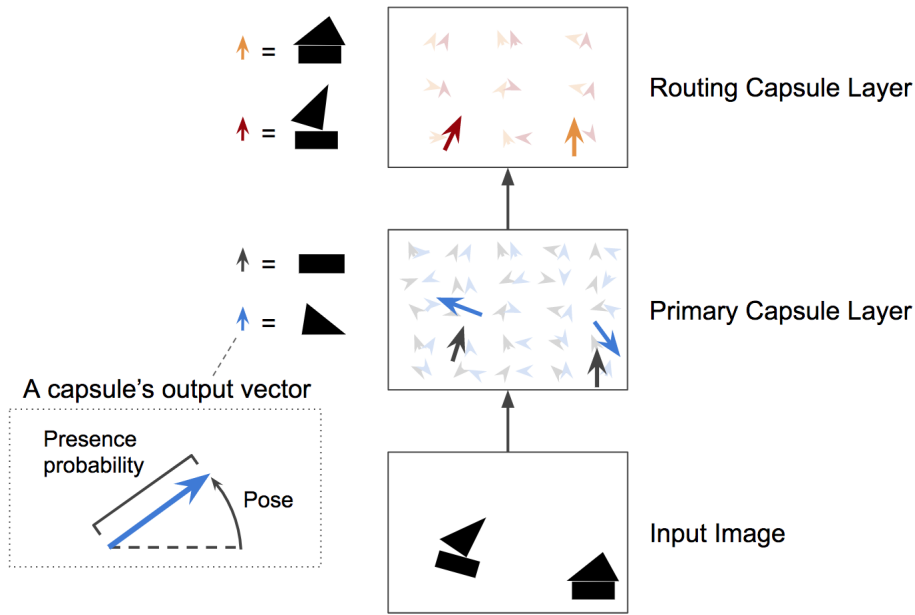 =
Routing Capsule Layer
=
=
Primary Capsule Layer
=
A capsule's output vector
Presence
probability
Pose
Input Image